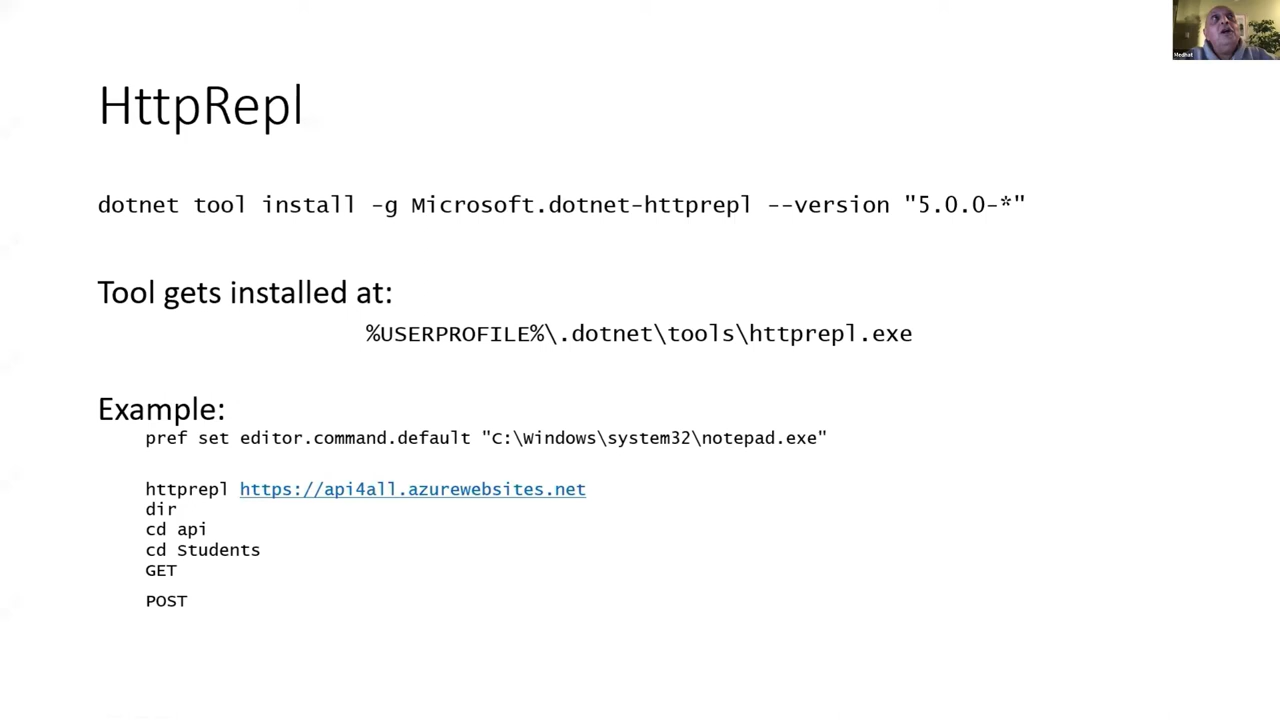 Medhat
HttpRepl
dotnet tool install -g Microsoft.dotnet-httprepl --version "5.0.0-*"
Tool gets installed at:
%USERPROFILE%\.dotnet\tools\httprepl.exe
Example:
pref set editor.command.default "C:\Windows\system32\notepad.exe"
httprepl https://api4all.azurewebsites.net
dir
cd api
cd Students
GET
POST